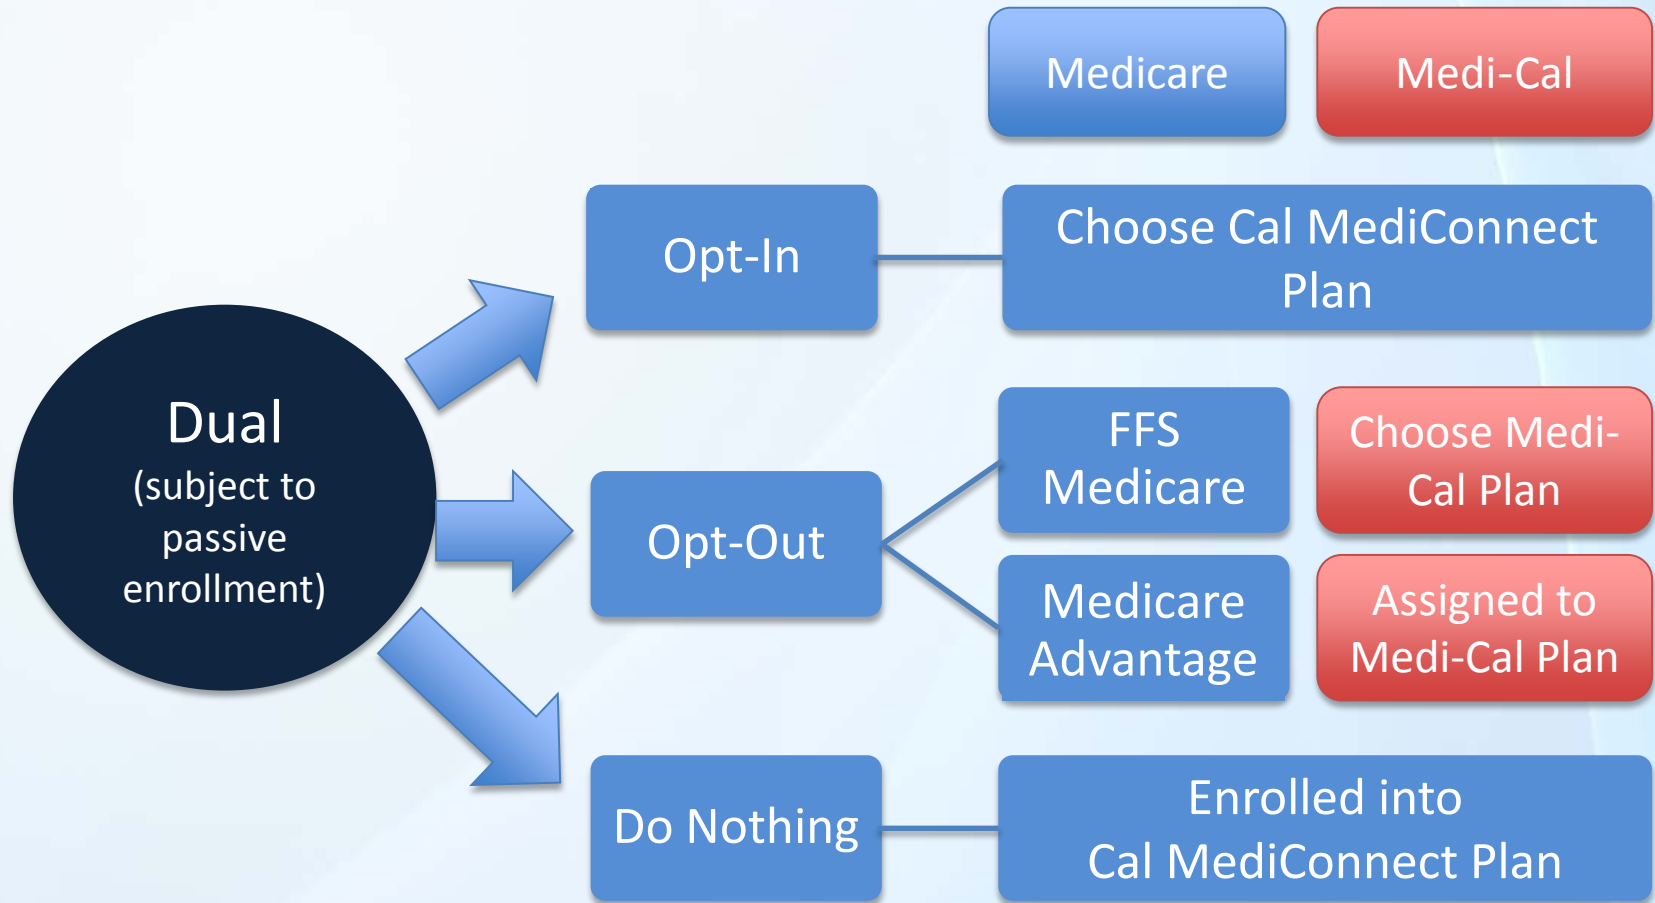 Medicare
Medi-Cal
Opt-In
Choose Cal MediConnect
Plan
Dual
(subject to
passive
enrollment)
Opt-Out
FFS
Medicare
Choose Medi-
Cal Plan
Medicare
Advantage
Assigned to
Medi-Cal Plan
Do Nothing
Enrolled into
Cal MediConnect Plan